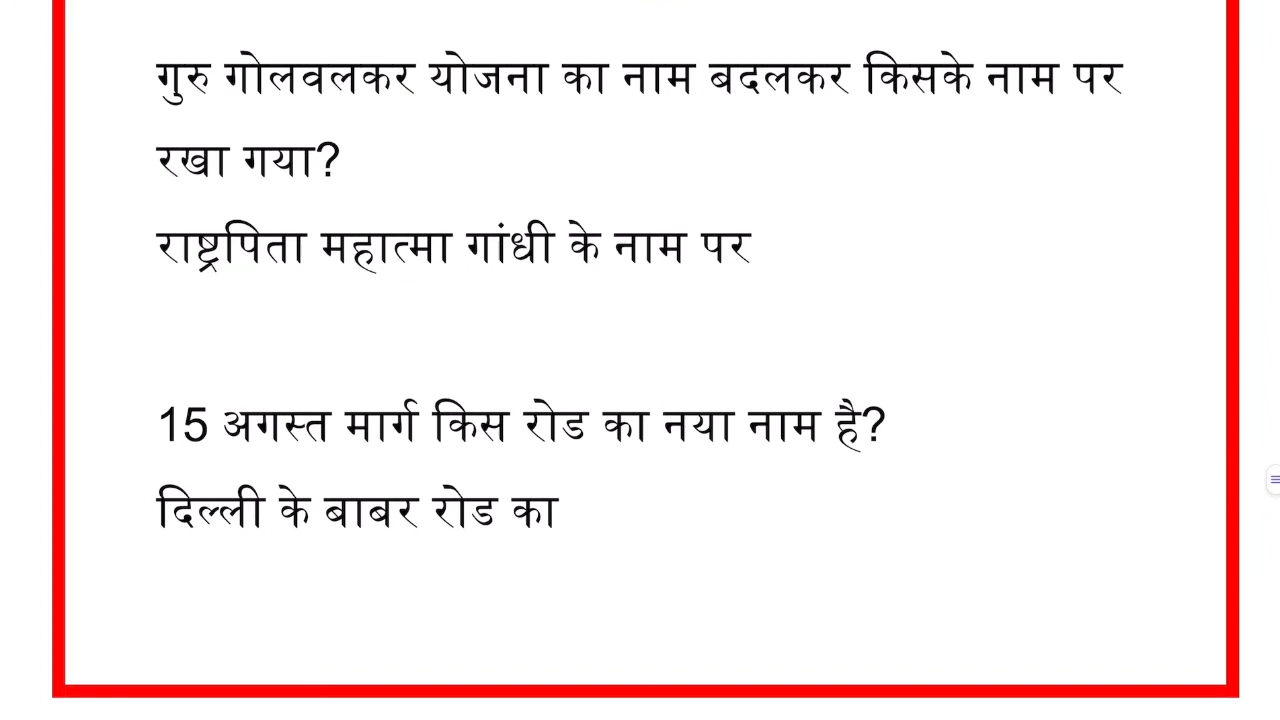 गुरु गोलवलकर योजना का नाम बदलकर किसके नाम पर
रखा गया?
राष्ट्रपिता महात्मा गांधी के नाम पर
15 अगस्त मार्ग किस रोड का नया नाम है?
दिल्ली के बाबर रोड का